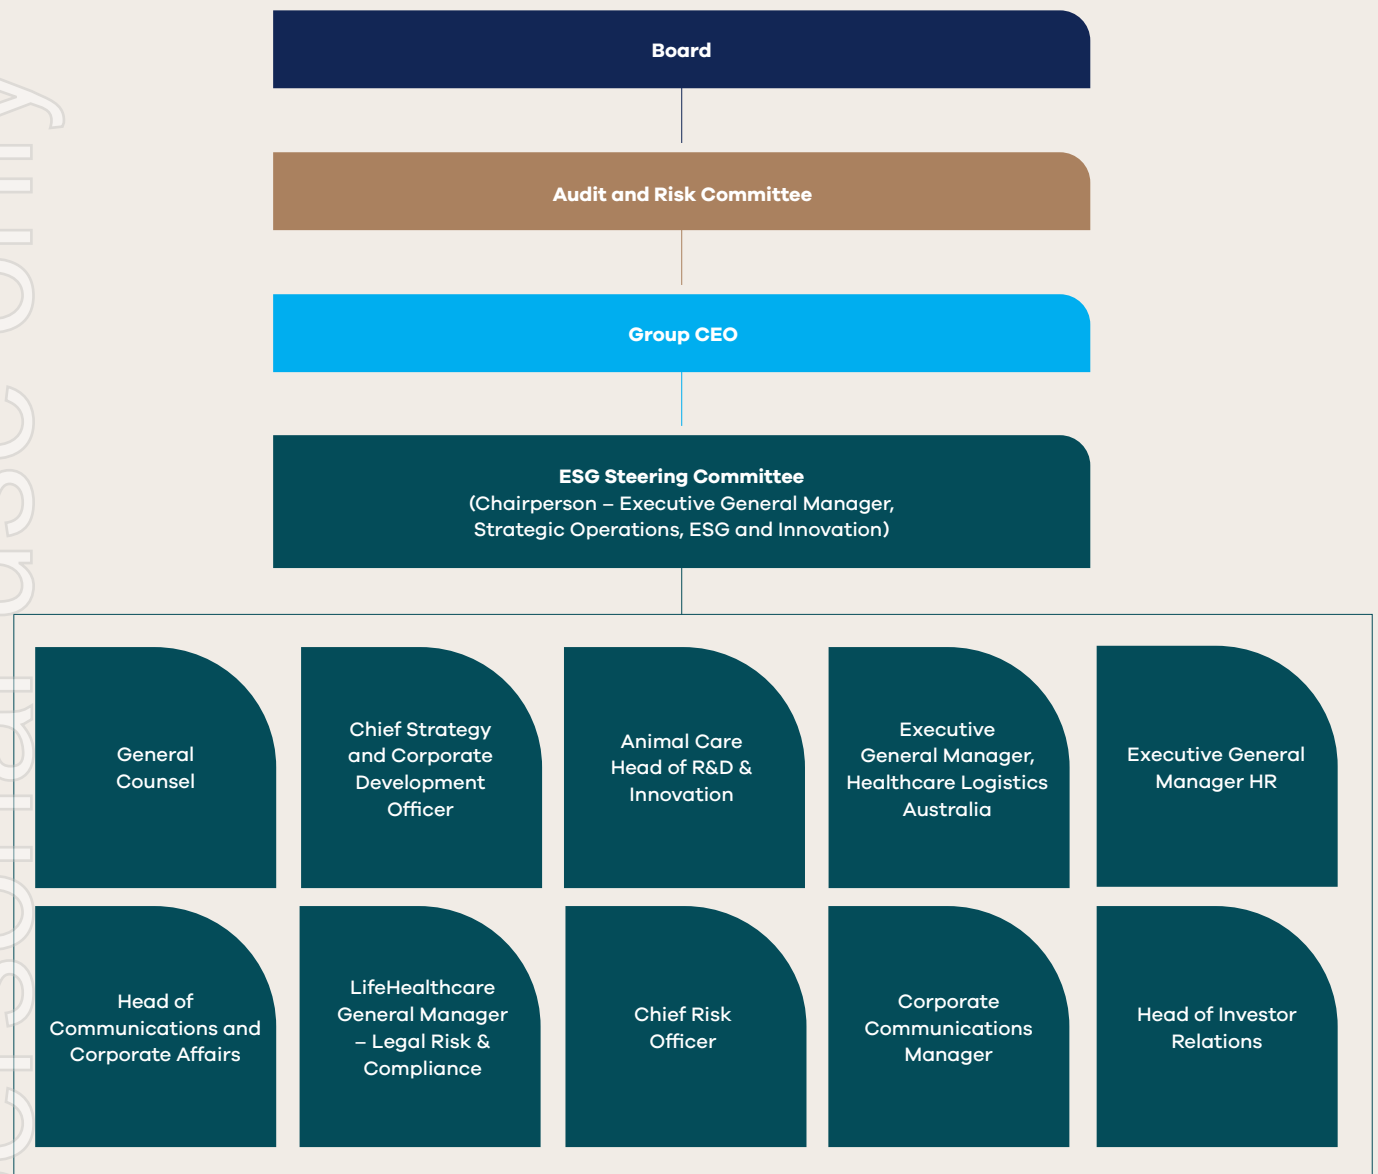 Board
Audit and Risk Committee
Group CEO
ESG Steering Committee
(Chairperson – Executive General Manager,
Strategic Operations, ESG and Innovation)
General
Counsel
Chief Strategy
and Corporate
Development
Officer
Animal Care
Head of R&D &
Innovation
Executive
General Manager,
Healthcare Logistics
Australia
Executive General
Manager HR
Head of
Communications and
Corporate Affairs
LifeHealthcare
General Manager
– Legal Risk &
Compliance
Chief Risk
Officer
Corporate
Communications
Manager
Head of Investor
Relations